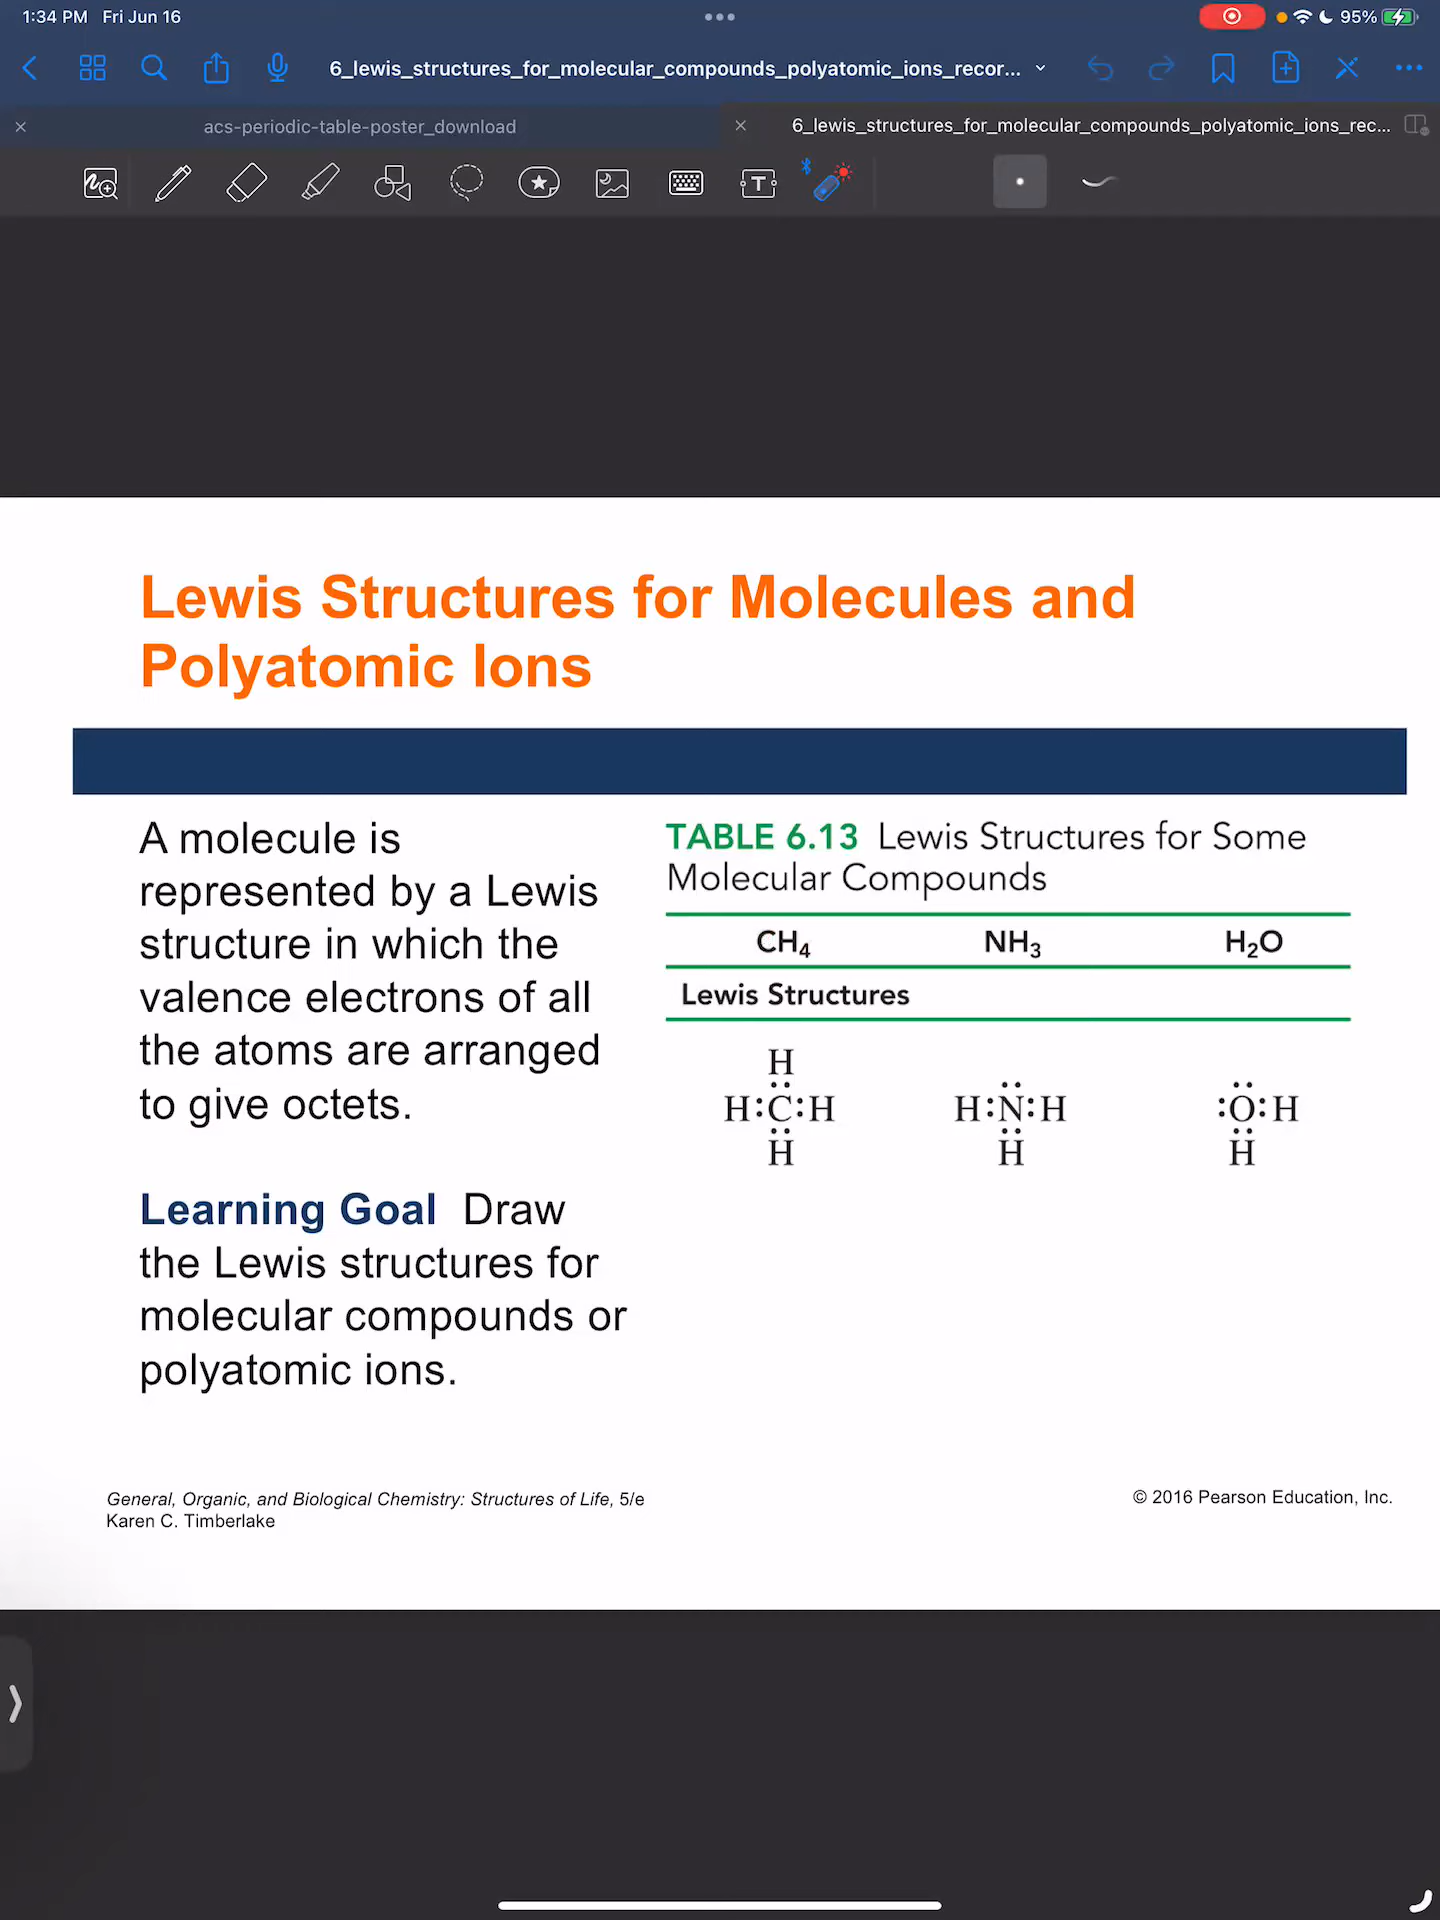 1:34 PM Fri Jun 16
95%
6_lewis_structures_for_molecular_compounds_polyatomic_ions_recor...
acs-periodic-table-poster_download
6_lewis_structures_for_molecular_compounds_polyatomic_ions_rec...
T
Lewis Structures for Molecules and
Polyatomic Ions
A molecule is
represented by a Lewis
structure in which the
valence electrons of all
the atoms are arranged
to give octets.
Learning Goal Draw
the Lewis structures for
molecular compounds or
polyatomic ions.
TABLE 6.13 Lewis Structures for Some
Molecular Compounds
CH₄ NH₃ H₂O
Lewis Structures
H
H:C:H H:N:H :O:H
H H H
General, Organic, and Biological Chemistry: Structures of Life, 5/e
Karen C. Timberlake
© 2016 Pearson Education, Inc.